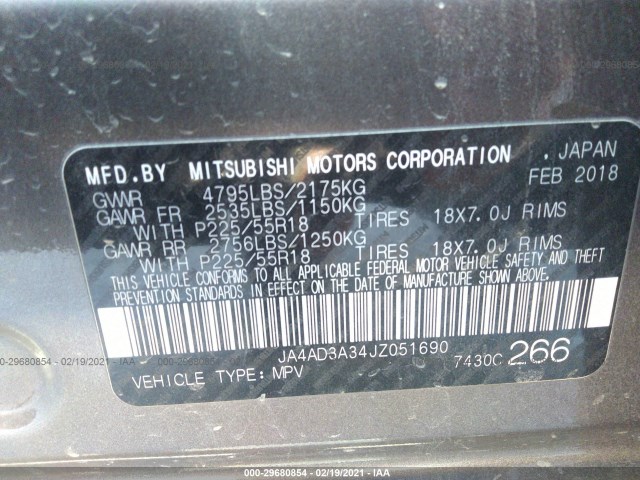 MFD.BY MITSUBISHI MOTORS CORPORATION . JAPAN
GWWR 4795LBS/2175KG FEB 2018
GAWR FR 2535LBS/1150KG
WITH P225/55R18 TIRES 18X7.0J RIMS
GAWR RR 2756LBS/1250KG
WITH P225/55R18 TIRES 18X7.0J RIMS
THIS VEHICLE CONFORMS TO ALL APPLICABLE FEDERAL MOTOR VEHICLE SAFETY AND THEFT
PREVENTION STANDARDS IN EFFECT ON THE DATE OF MANUFACTURE SHOWN ABOVE.
JA4AD3A34JZ051690 7430C 266
VEHICLE TYPE: MPV
000-29680854 - 02/19/2021 - IAA
000-29680854 - 02/19/2021 - IAA